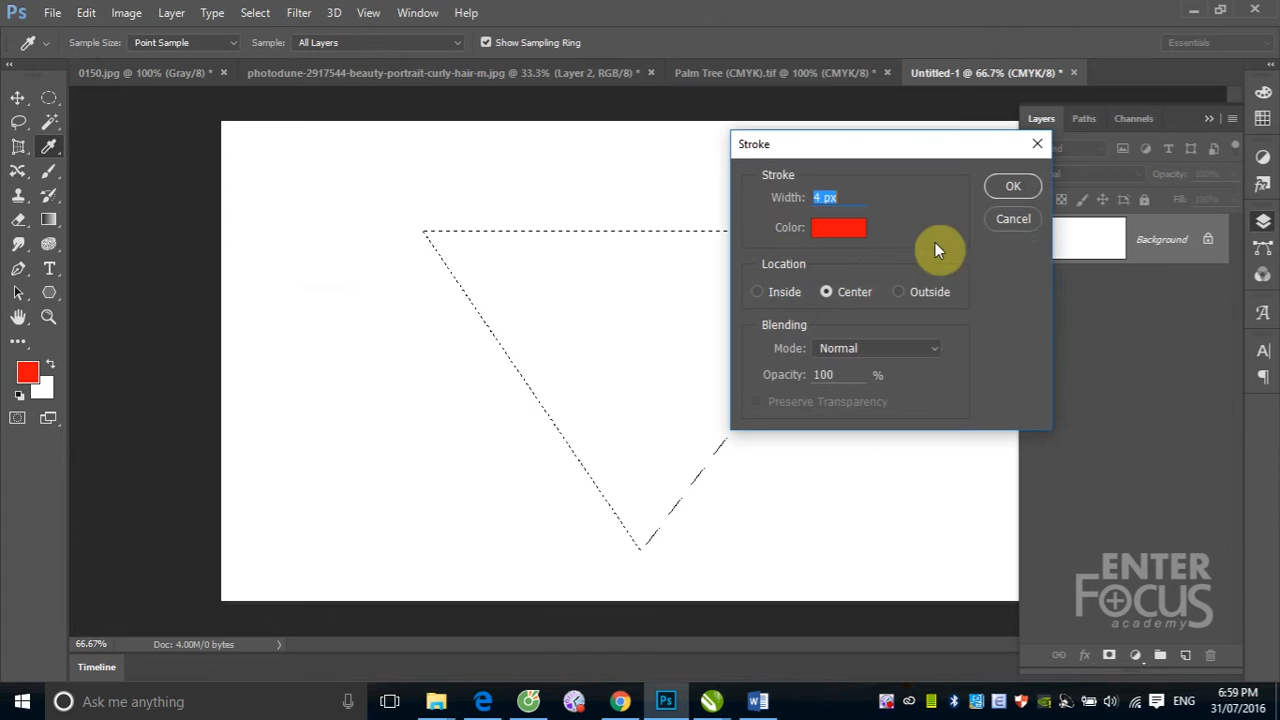 Ps File Edit Image Layer Type Select Filter 3D View Window Help
Sample Size: Point Sample Sample: All Layers Show Sampling Ring Essentials
0150.jpg @ 100% (Gray/8) * × photodune-2917544-beauty-portrait-curly-hair-m.jpg @ 33.3% (Layer 2, RGB/8) * × Palm Tree (CMYK).tif @ 100% (CMYK/8) * × Untitled-1 @ 66.7% (CMYK/8) * ×
Layers Paths Channels
Stroke
Stroke
Width: 4 px
OK
Color:
Cancel
Opacity: 100%
Fill: 100%
Background
Location
Inside Center Outside
Blending
Mode: Normal
Opacity: 100 %
Preserve Transparency
ENTER
FOCUS
academy
66.67% Doc: 4.00M/0 bytes
Timeline
Ask me anything
Ps
ENG
6:59 PM
31/07/2016